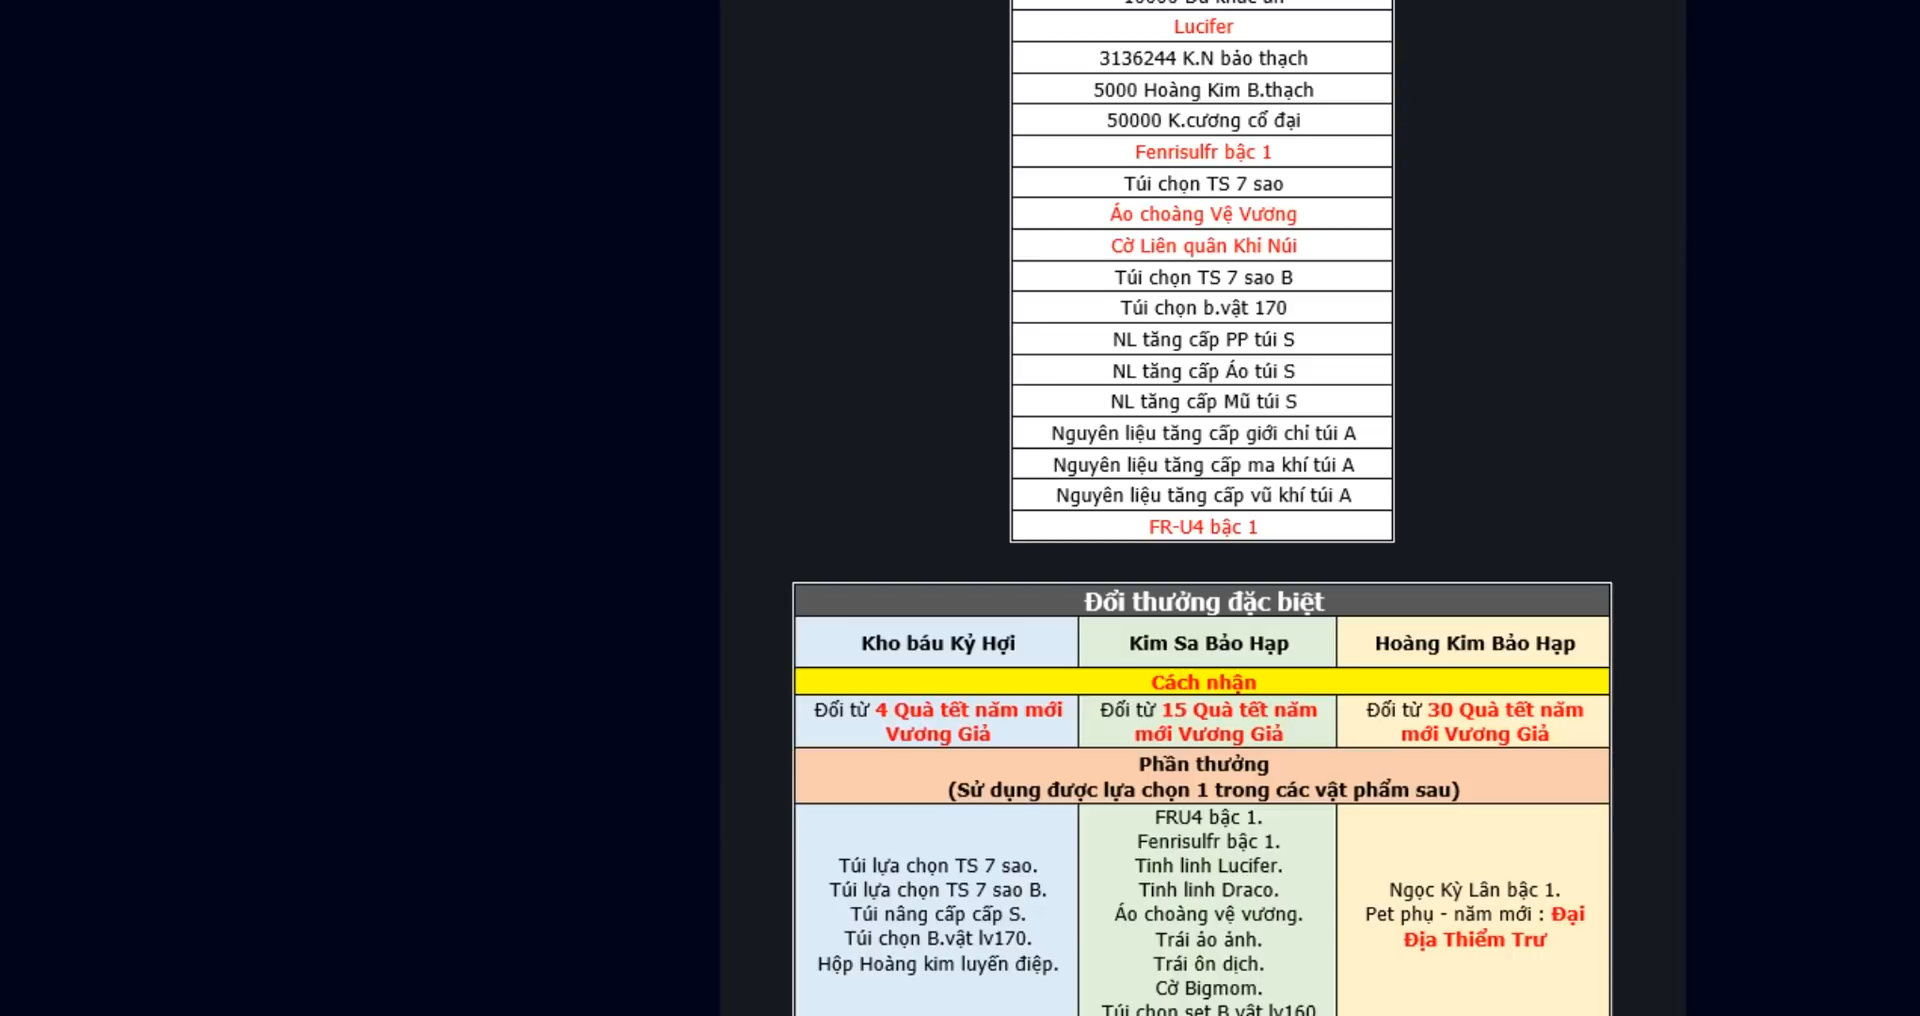 Lucifer
3136244 K.N bảo thạch
5000 Hoàng Kim B.thạch
50000 K.cương cổ đại
Fenrisulfr bậc 1
Túi chọn TS 7 sao
Áo choàng Vệ Vương
Cờ Liên quân Khỉ Núi
Túi chọn TS 7 sao B
Túi chọn b.vật 170
NL tăng cấp PP túi S
NL tăng cấp Áo túi S
NL tăng cấp Mũ túi S
Nguyên liệu tăng cấp giới chỉ túi A
Nguyên liệu tăng cấp ma khí túi A
Nguyên liệu tăng cấp vũ khí túi A
FR-U4 bậc 1
Đổi thưởng đặc biệt
Kho báu Kỷ Hợi
Kim Sa Bảo Hạp
Hoàng Kim Bảo Hạp
Cách nhận
Đổi từ 4 Quà tết năm mới
Vương Giả
Đổi từ 15 Quà tết năm
mới Vương Giả
Đổi từ 30 Quà tết năm
mới Vương Giả
Phần thưởng
(Sử dụng được lựa chọn 1 trong các vật phẩm sau)
Túi lựa chọn TS 7 sao.
Túi lựa chọn TS 7 sao B.
Túi nâng cấp cấp S.
Túi chọn B.vật lv170.
Hộp Hoàng kim luyến điệp.
FRU4 bậc 1.
Fenrisulfr bậc 1.
Tinh linh Lucifer.
Tinh linh Draco.
Áo choàng vệ vương.
Trái ảo ảnh.
Trái ôn dịch.
Cờ Bigmom.
Túi chọn set B.vật lv160
Ngọc Kỳ Lân bậc 1.
Pet phụ - năm mới : Đại
Địa Thiểm Trư